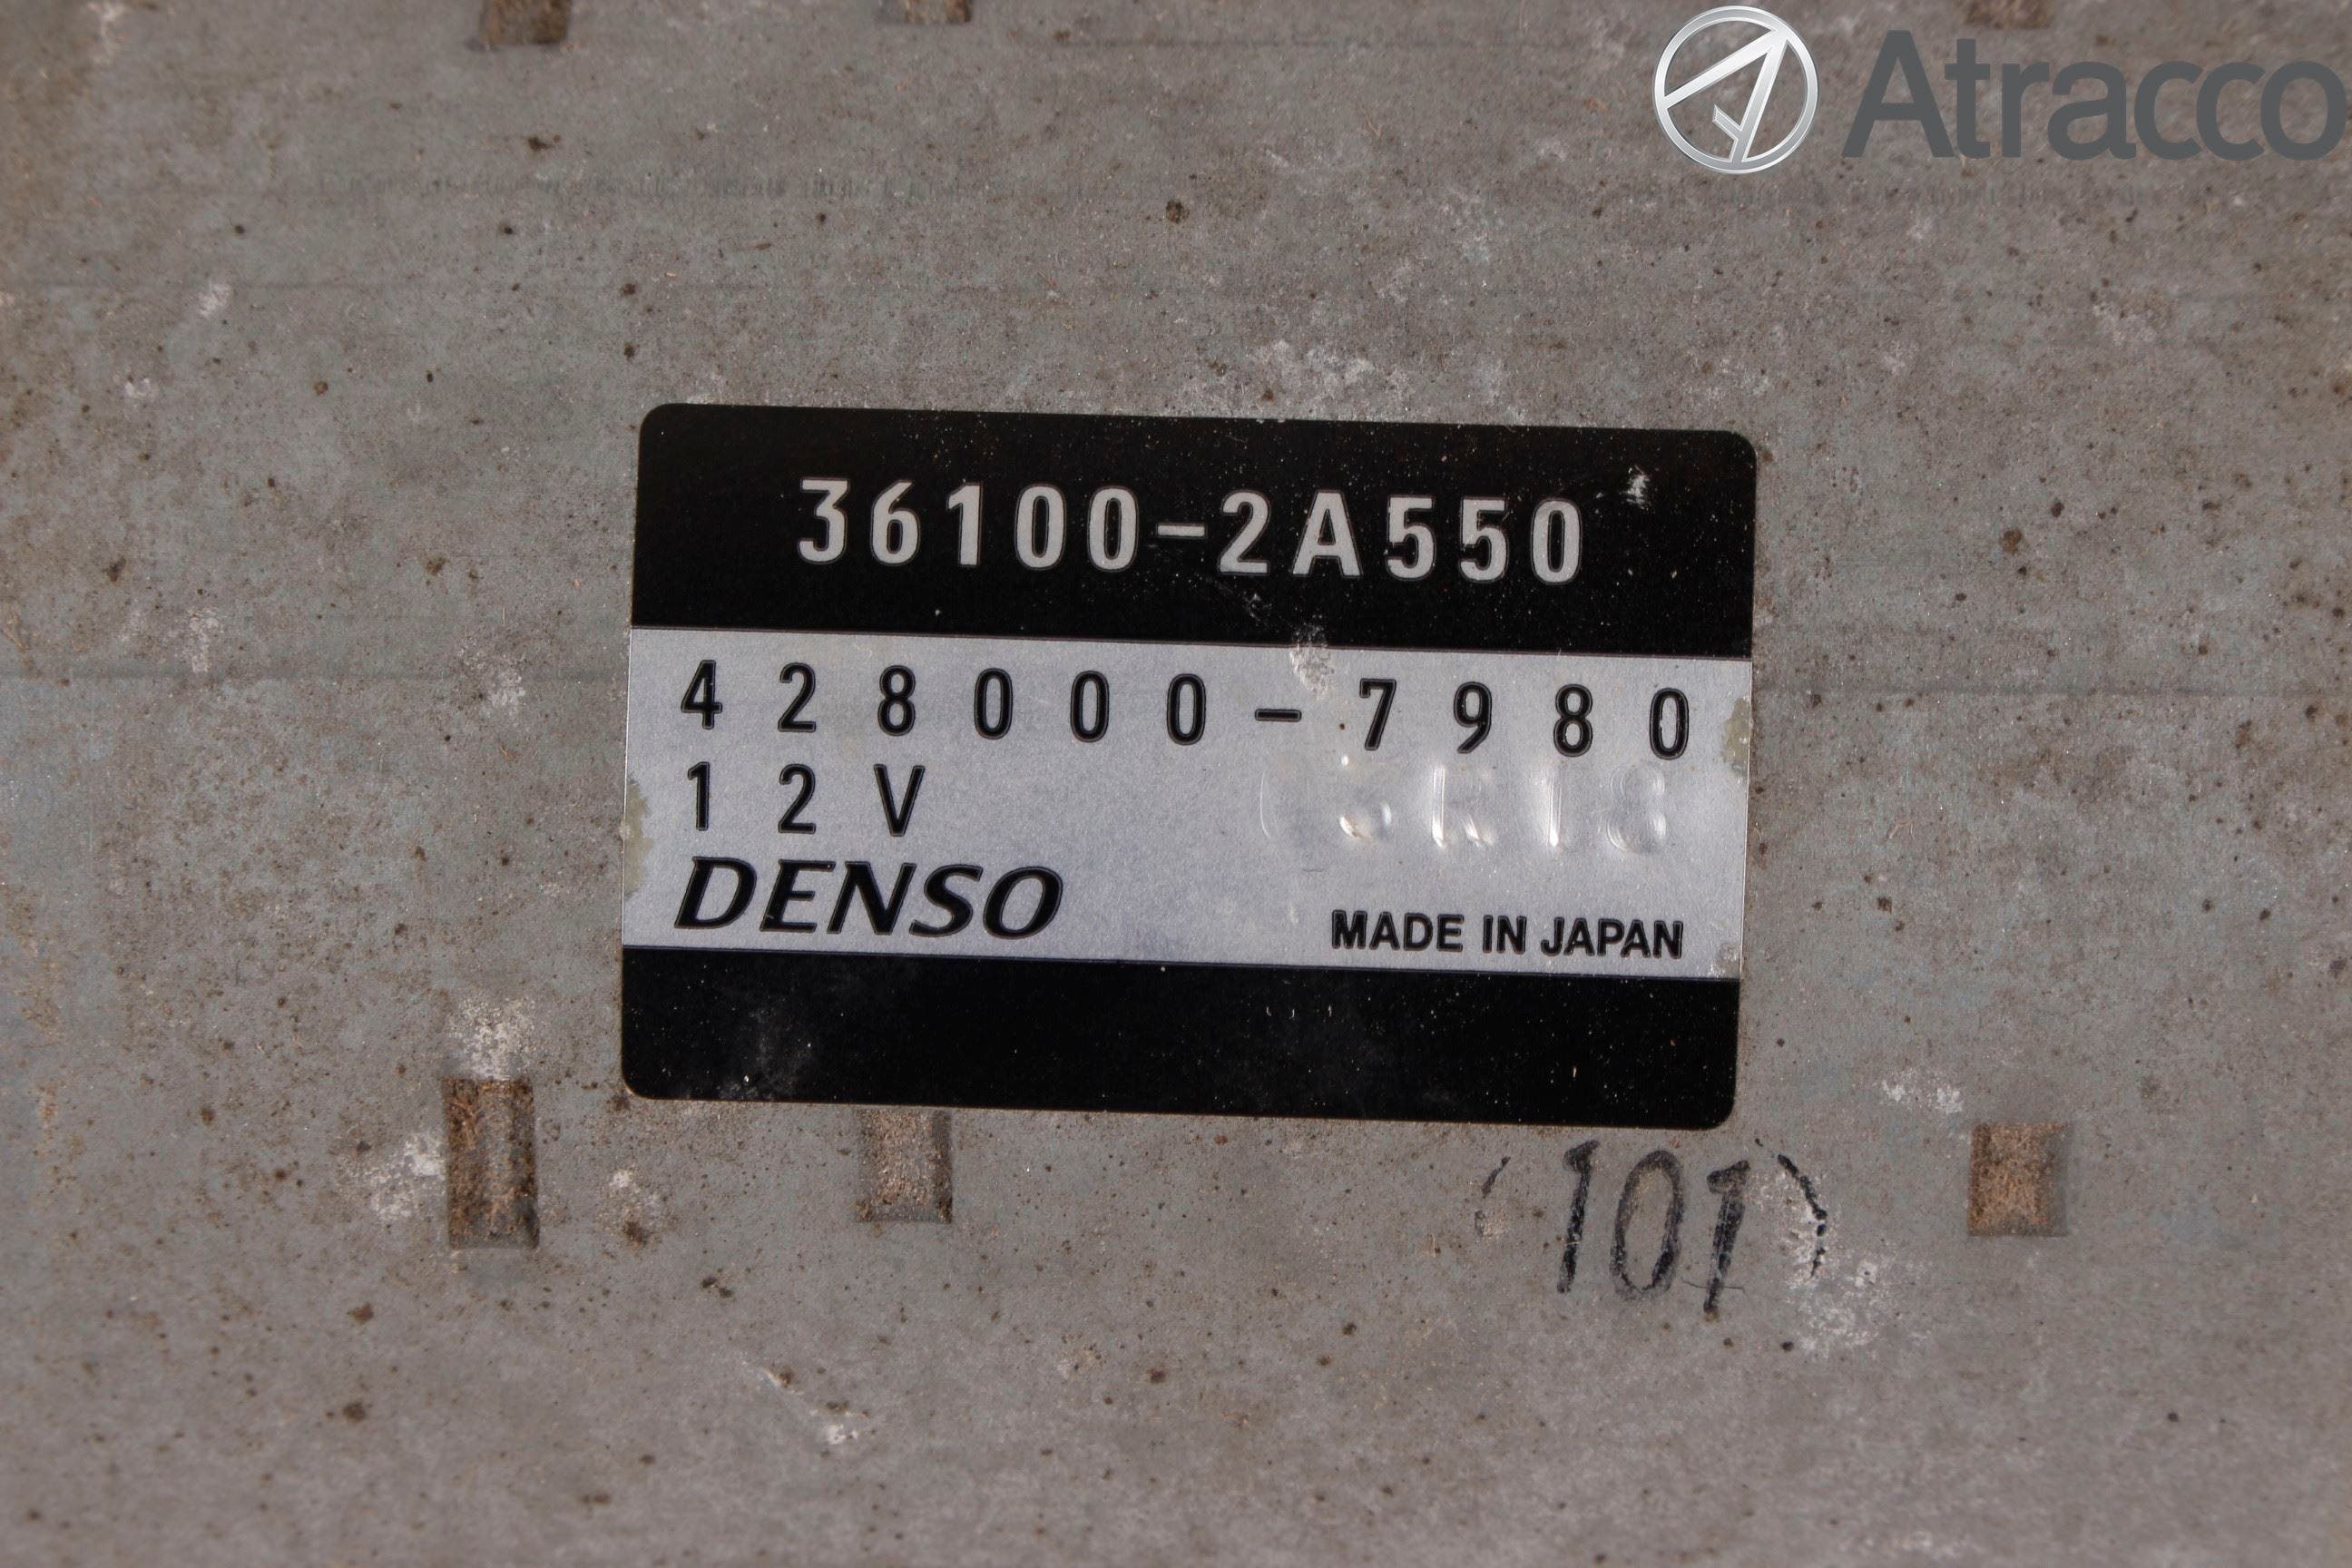 Atracco
36100-2A550
428000-7980
12V
DENSO
MADE IN JAPAN
(101)